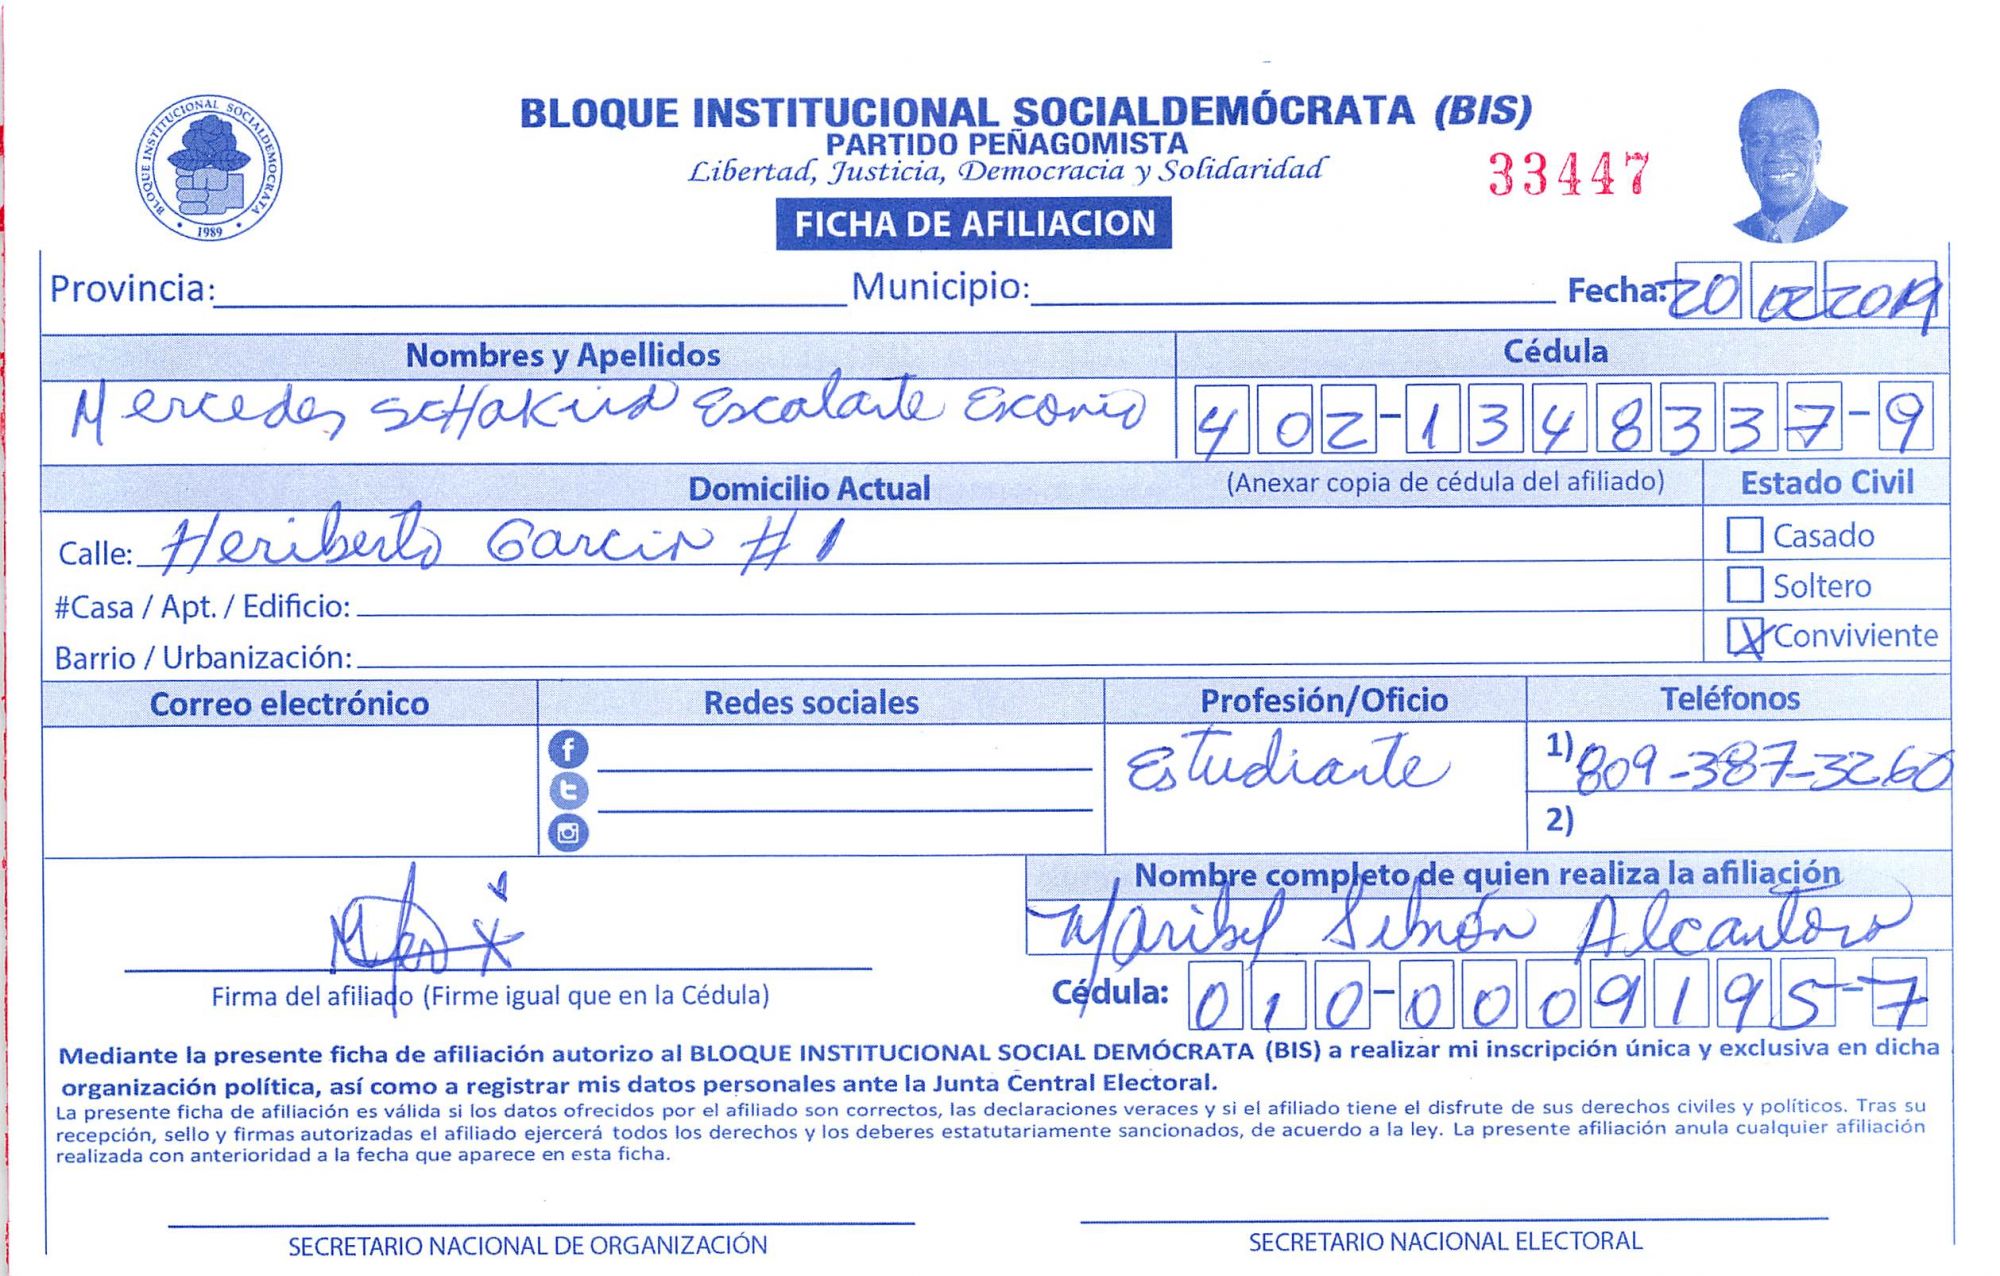 BLOQUE INSTITUCIONAL SOCIALDEMOCRATA
1989
BLOQUE INSTITUCIONAL SOCIALDEMÓCRATA (BIS)
PARTIDO PEÑAGOMISTA
Libertad, Justicia, Democracia y Solidaridad
33447
FICHA DE AFILIACION
Provincia: Municipio: Fecha: 20 2019
Nombres y Apellidos Cédula
Mercedes Escalante 402-1348337-9
Domicilio Actual (Anexar copia de cédula del afiliado) Estado Civil
Calle: Heriberto Garcia # 1 Casado
#Casa / Apt. / Edificio: Soltero
Barrio / Urbanización: X Conviviente
Correo electrónico Redes sociales Profesión/Oficio Teléfonos
Estudiante 1) 809-387-3260
2)
Nombre completo de quien realiza la afiliación
Alcantara
Firma del afiliado (Firme igual que en la Cédula) Cédula: 010-0009195-7
Mediante la presente ficha de afiliación autorizo al BLOQUE INSTITUCIONAL SOCIAL DEMÓCRATA (BIS) a realizar mi inscripción única y exclusiva en dicha
organización política, así como a registrar mis datos personales ante la Junta Central Electoral.
La presente ficha de afiliación es válida si los datos ofrecidos por el afiliado son correctos, las declaraciones veraces y si el afiliado tiene el disfrute de sus derechos civiles y políticos. Tras su
recepción, sello y firmas autorizadas el afiliado ejercerá todos los derechos y los deberes estatutariamente sancionados, de acuerdo a la ley. La presente afiliación anula cualquier afiliación
realizada con anterioridad a la fecha que aparece en esta ficha.
SECRETARIO NACIONAL DE ORGANIZACIÓN SECRETARIO NACIONAL ELECTORAL